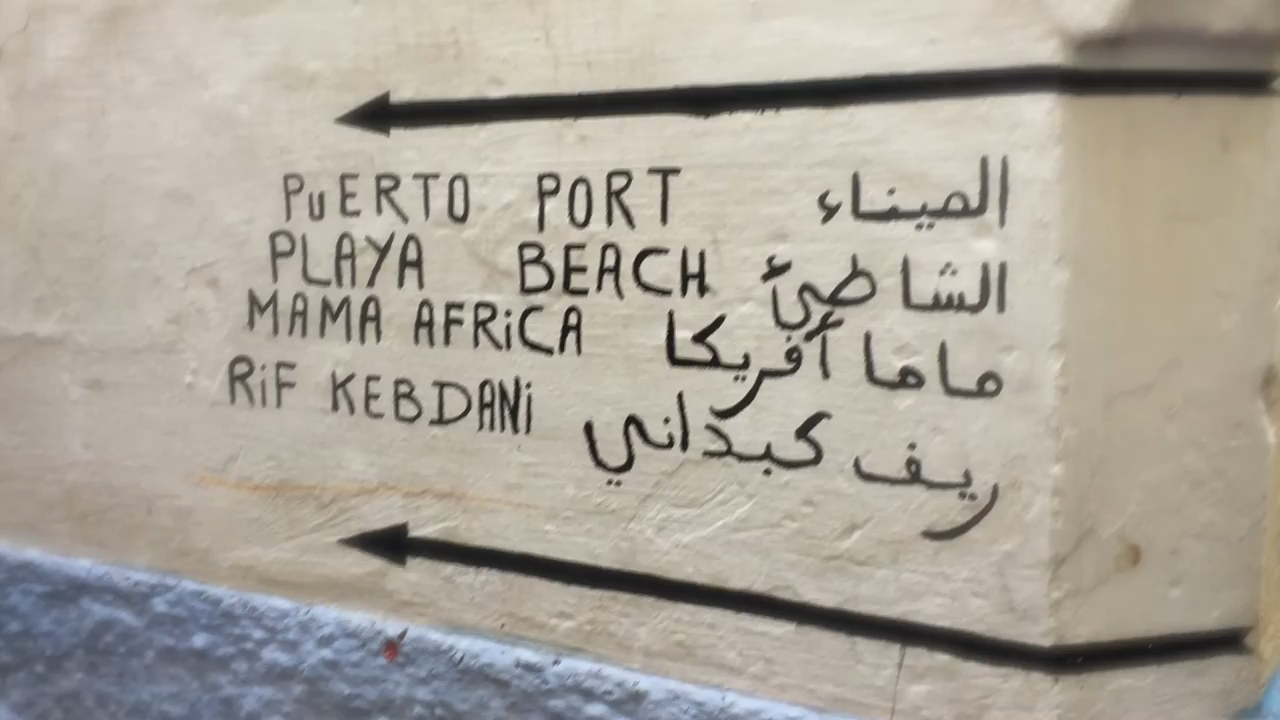 PuERTO PORT الميناء
PLAYA BEACH الشاطئ
MAMA AFRiCA ماما أفريكا
RiF KEBDANi ريف كبداني